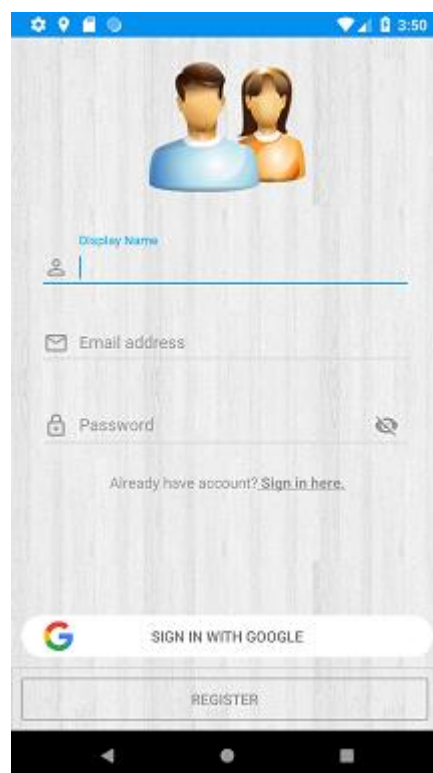 3:50
Display Name
Email address
Password
Already have account? Sign in here.
SIGN IN WITH GOOGLE
REGISTER